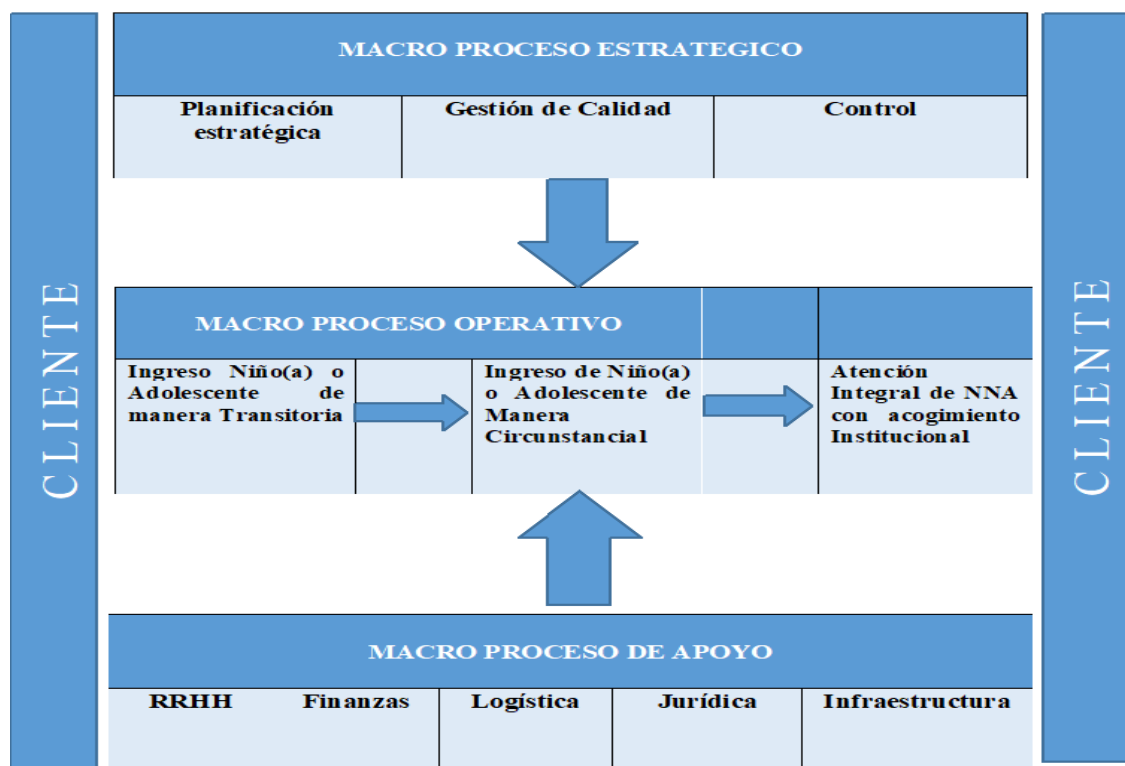 CLIENTE
MACRO PROCESO ESTRATEGICO
Planificación
estratégica
Gestión de Calidad
Control
MACRO PROCESO OPERATIVO
Ingreso Niño(a) o
Adolescente de
manera Transitoria
Ingreso de Niño(a)
o Adolescente de
Manera
Circunstancial
Atención
Integral de NNA
con acogimiento
Institucional
MACRO PROCESO DE APOYO
RRHH
Finanzas
Logística
Jurídica
Infraestructura
CLIENTE